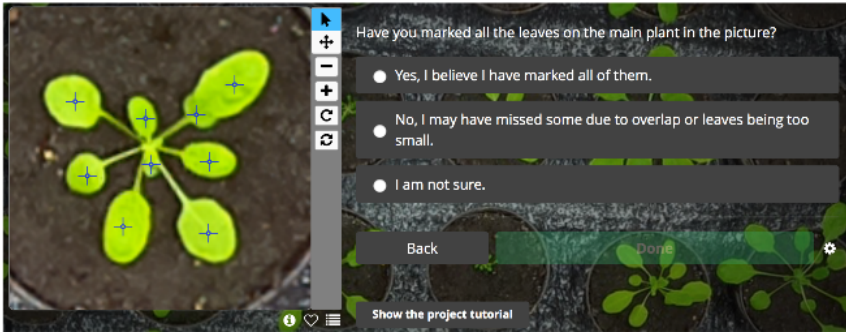 Have you marked all the leaves on the main plant in the picture?
Yes, I believe I have marked all of them.
No, I may have missed some due to overlap or leaves being too
small.
I am not sure.
Back
Done
Show the project tutorial